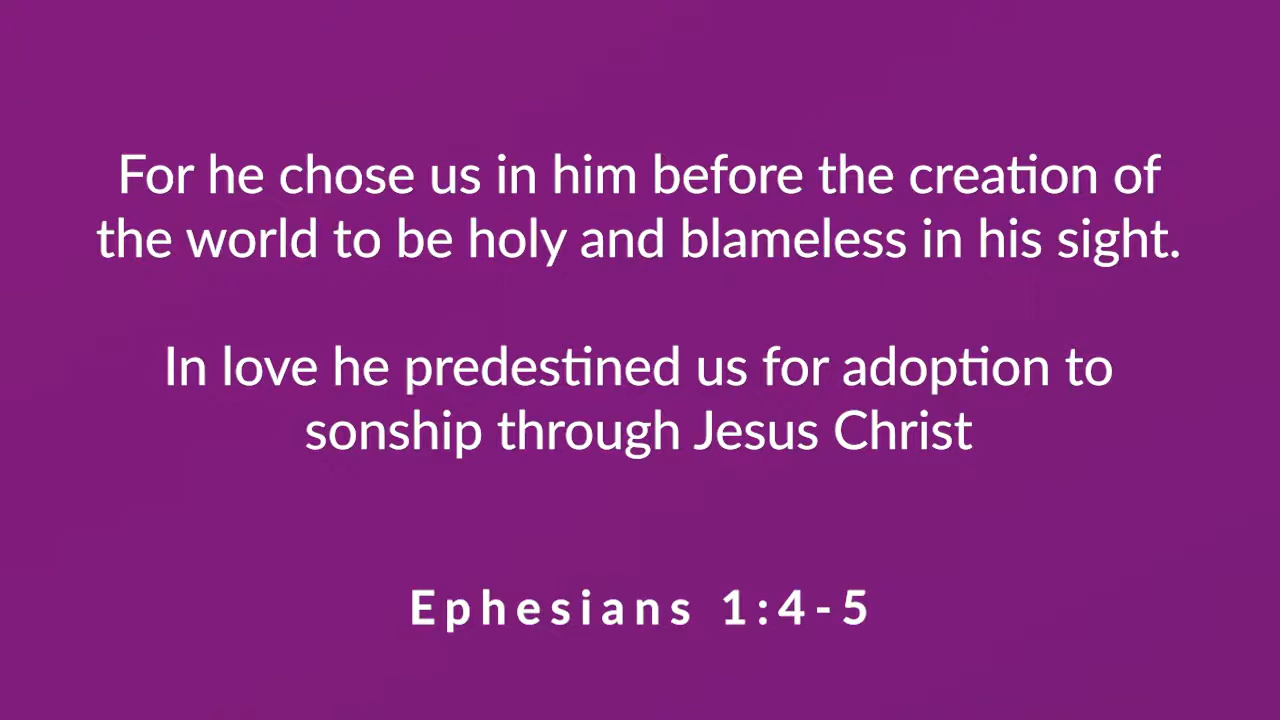 For he chose us in him before the creation of
the world to be holy and blameless in his sight.
In love he predestined us for adoption to
sonship through Jesus Christ
Ephesians 1:4-5